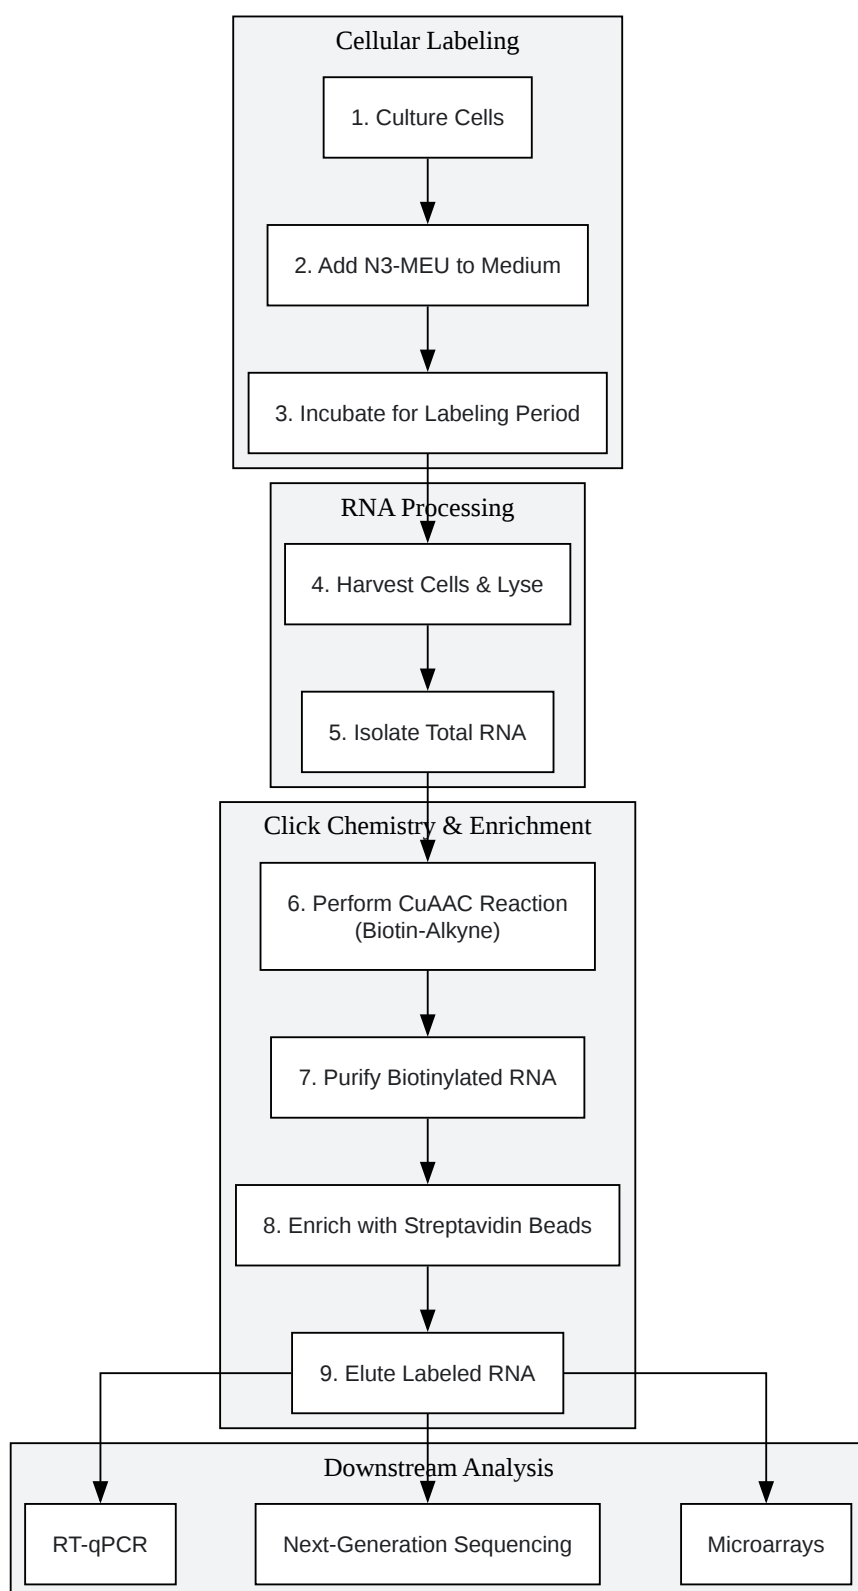 Cellular Labeling
1. Culture Cells
2. Add N3-MEU to Medium
3. Incubate for Labeling Period
RNA Processing
4. Harvest Cells & Lyse
5. Isolate Total RNA
Click Chemistry & Enrichment
6. Perform CuAAC Reaction
(Biotin-Alkyne)
7. Purify Biotinylated RNA
8. Enrich with Streptavidin Beads
9. Elute Labeled RNA
Downstream Analysis
RT-qPCR
Next-Generation Sequencing
Microarrays